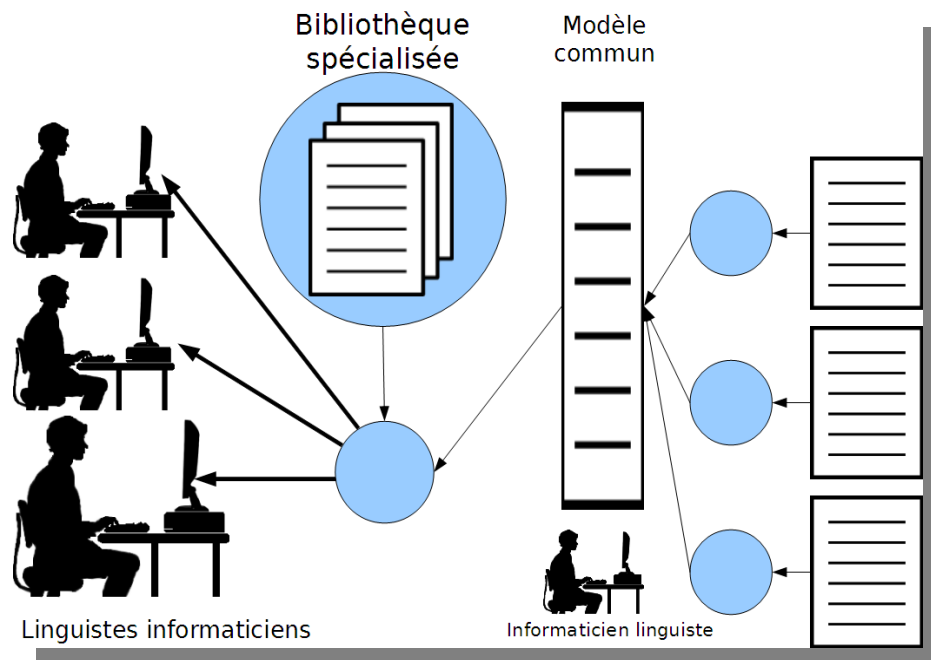 Bibliothèque
spécialisée
Modèle
commun
Linguistes informaticiens
Informaticien linguiste